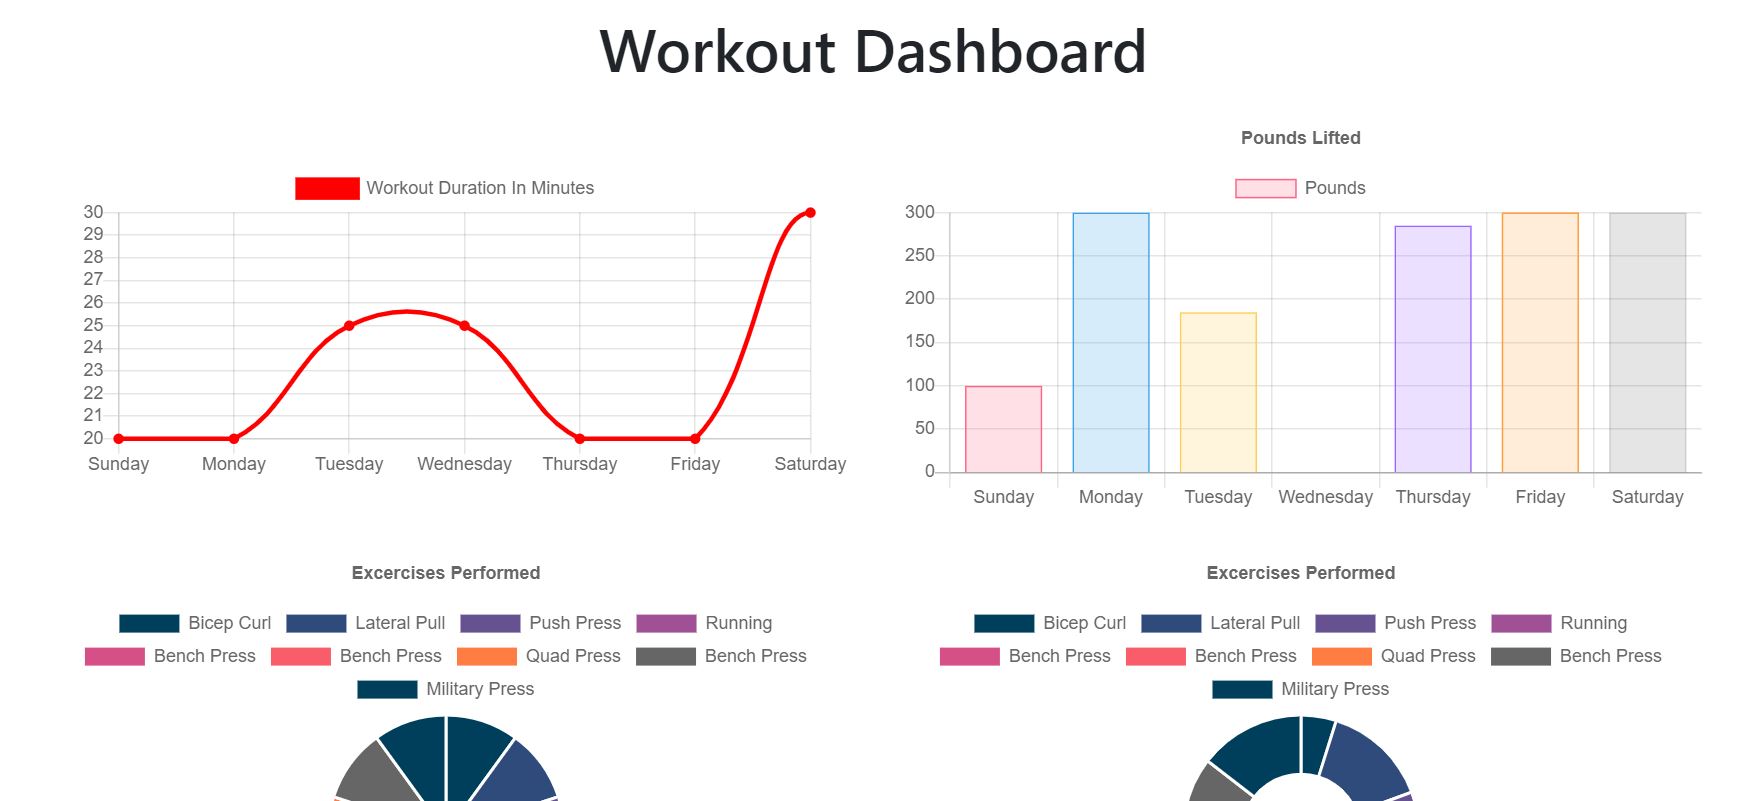 Workout Dashboard
Workout Duration In Minutes
30
29
28
27
26
25
24
23
22
21
20
Sunday Monday Tuesday Wednesday Thursday Friday Saturday
Pounds Lifted
Pounds
300
250
200
150
100
50
0
Sunday Monday Tuesday Wednesday Thursday Friday Saturday
Excercises Performed
Bicep Curl Lateral Pull Push Press Running
Bench Press Bench Press Quad Press Bench Press
Military Press
Excercises Performed
Bicep Curl Lateral Pull Push Press Running
Bench Press Bench Press Quad Press Bench Press
Military Press